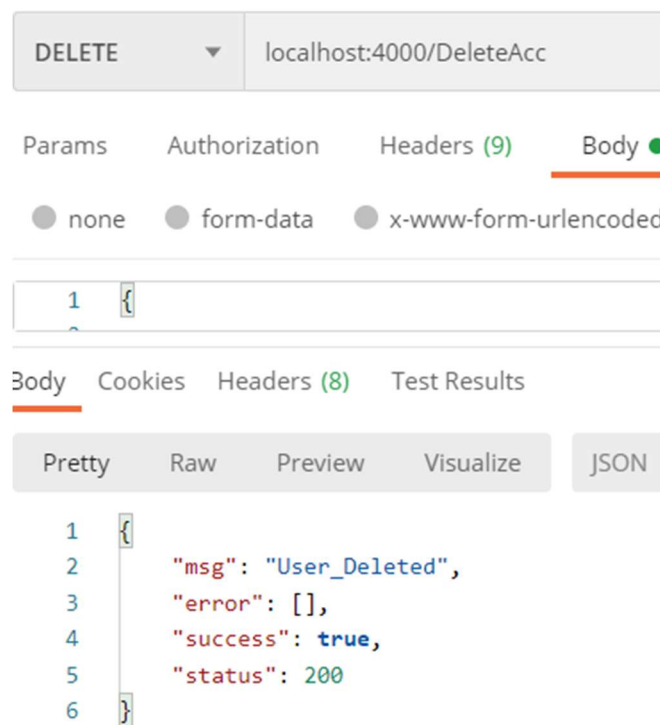 DELETE localhost:4000/DeleteAcc
Params Authorization Headers (9) Body
none form-data x-www-form-urlencoded
1 {
Body Cookies Headers (8) Test Results
Pretty Raw Preview Visualize JSON
1 {
2 "msg": "User_Deleted",
3 "error": [],
4 "success": true,
5 "status": 200
6 }